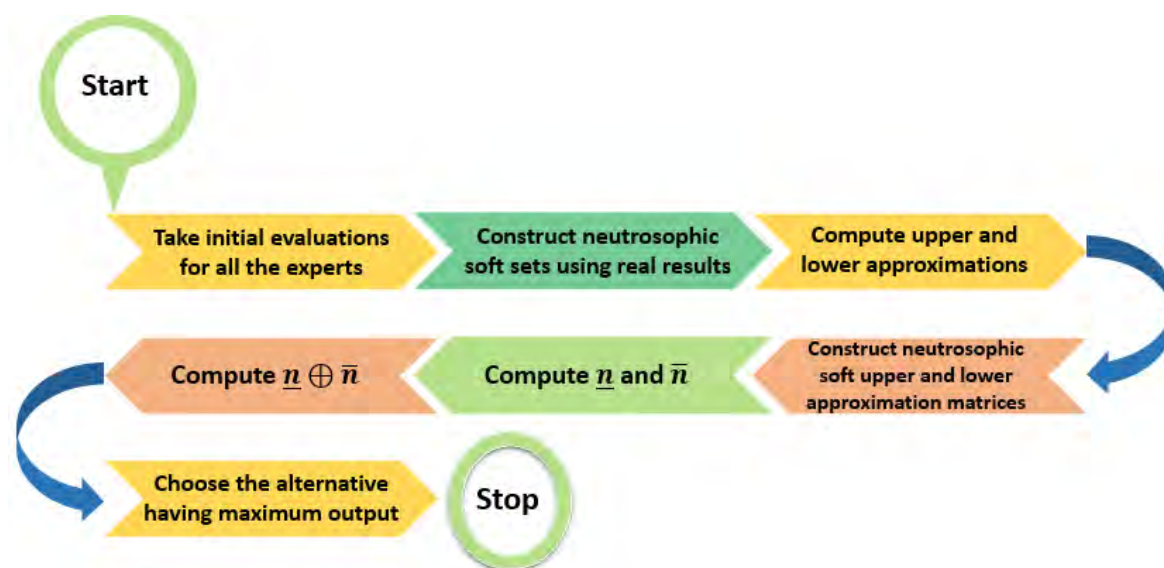 Start
Take initial evaluations
for all the experts
Construct neutrosophic
soft sets using real results
Compute upper and
lower approximations
Construct neutrosophic
soft upper and lower
approximation matrices
Compute n̲ and n̅
Compute n̲ ⊕ n̅
Choose the alternative
having maximum output
Stop